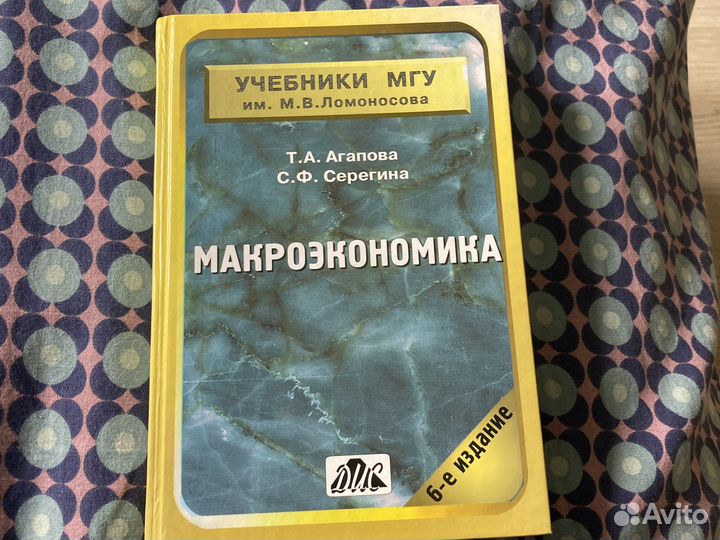 УЧЕБНИКИ МГУ
им. М.В.Ломоносова
Т.А. Агапова
С.Ф. Серегина
МАКРОЭКОНОМИКА
6-е издание
ДИС
Avito